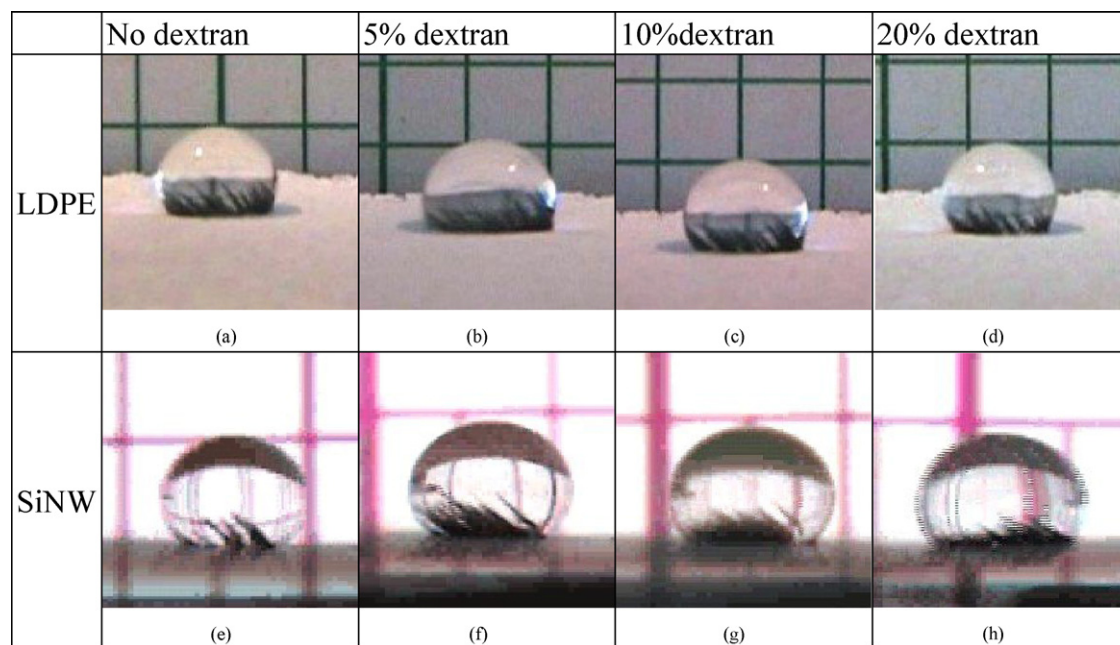 No dextran
5% dextran
10%dextran
20% dextran
LDPE
(a)
(b)
(c)
(d)
SiNW
(e)
(f)
(g)
(h)